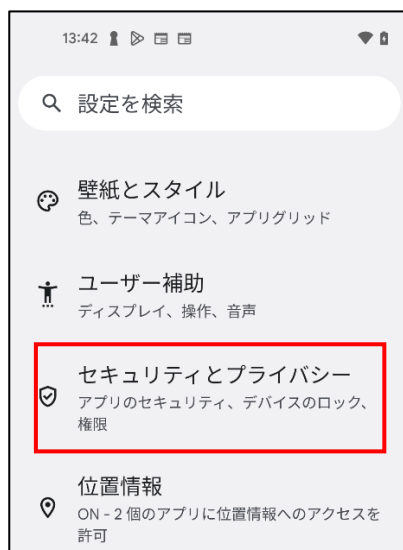 13:42
設定を検索
壁紙とスタイル
色、テーマアイコン、アプリグリッド
ユーザー補助
ディスプレイ、操作、音声
セキュリティとプライバシー
アプリのセキュリティ、デバイスのロック、
権限
位置情報
ON - 2 個のアプリに位置情報へのアクセスを
許可